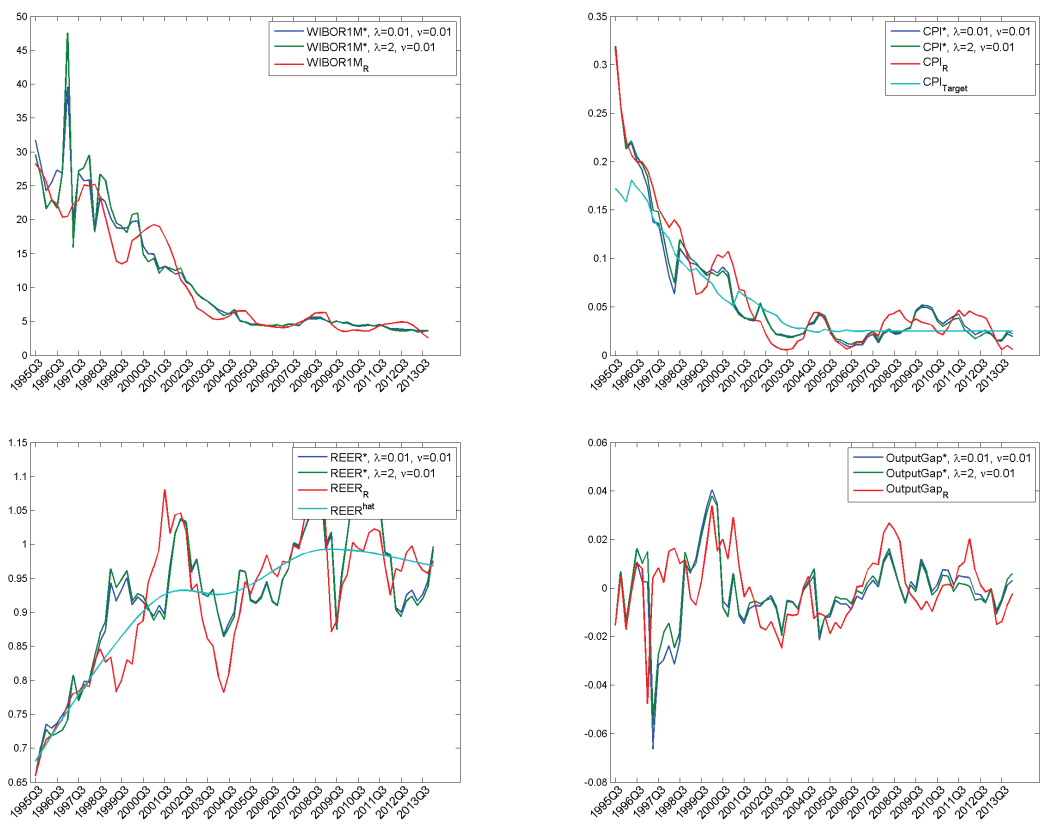 50
45
40
35
30
25
20
15
10
5
0
WIBOR1M*, λ=0.01, ν=0.01
WIBOR1M*, λ=2, ν=0.01
WIBOR1M_R
1995Q3
1996Q3
1997Q3
1998Q3
1999Q3
2000Q3
2001Q3
2002Q3
2003Q3
2004Q3
2005Q3
2006Q3
2007Q3
2008Q3
2009Q3
2010Q3
2011Q3
2012Q3
2013Q3
0.35
0.3
0.25
0.2
0.15
0.1
0.05
0
CPI*, λ=0.01, ν=0.01
CPI*, λ=2, ν=0.01
CPI_R
CPI_Target
1995Q3
1996Q3
1997Q3
1998Q3
1999Q3
2000Q3
2001Q3
2002Q3
2003Q3
2004Q3
2005Q3
2006Q3
2007Q3
2008Q3
2009Q3
2010Q3
2011Q3
2012Q3
2013Q3
1.15
1.1
1.05
1
0.95
0.9
0.85
0.8
0.75
0.7
0.65
REER*, λ=0.01, ν=0.01
REER*, λ=2, ν=0.01
REER_R
REER^hat
1995Q3
1996Q3
1997Q3
1998Q3
1999Q3
2000Q3
2001Q3
2002Q3
2003Q3
2004Q3
2005Q3
2006Q3
2007Q3
2008Q3
2009Q3
2010Q3
2011Q3
2012Q3
2013Q3
0.06
0.04
0.02
0
-0.02
-0.04
-0.06
-0.08
OutputGap*, λ=0.01, ν=0.01
OutputGap*, λ=2, ν=0.01
OutputGap_R
1995Q3
1996Q3
1997Q3
1998Q3
1999Q3
2000Q3
2001Q3
2002Q3
2003Q3
2004Q3
2005Q3
2006Q3
2007Q3
2008Q3
2009Q3
2010Q3
2011Q3
2012Q3
2013Q3